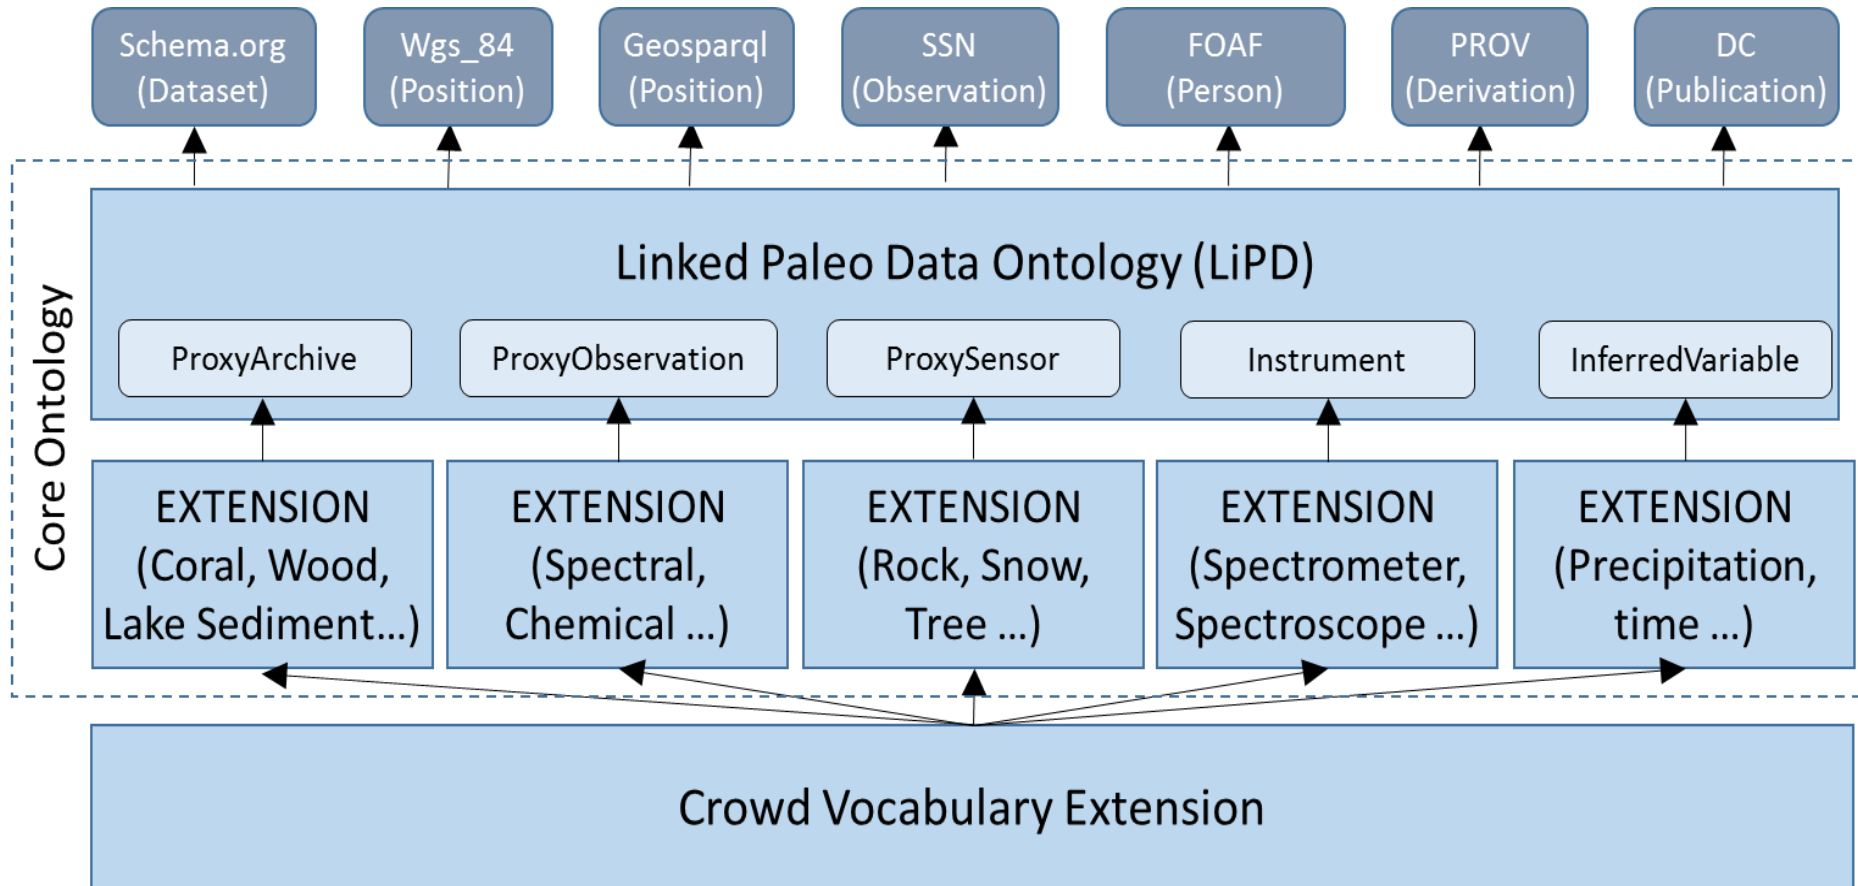 Schema.org
(Dataset)
Wgs_84
(Position)
Geosparql
(Position)
SSN
(Observation)
FOAF
(Person)
PROV
(Derivation)
DC
(Publication)
Core Ontology
Linked Paleo Data Ontology (LiPD)
ProxyArchive
ProxyObservation
ProxySensor
Instrument
InferredVariable
EXTENSION
(Coral, Wood,
Lake Sediment...)
EXTENSION
(Spectral,
Chemical ...)
EXTENSION
(Rock, Snow,
Tree ...)
EXTENSION
(Spectrometer,
Spectroscope ...)
EXTENSION
(Precipitation,
time ...)
Crowd Vocabulary Extension